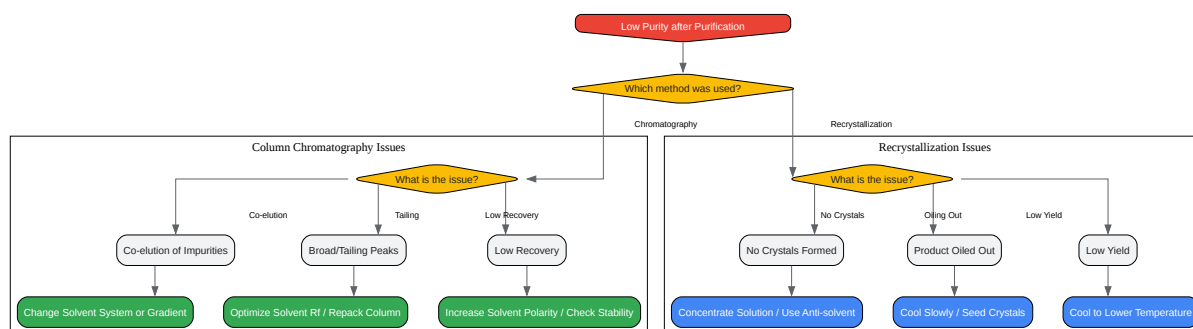 Low Purity after Purification
Which method was used?
Chromatography
Recrystallization
Column Chromatography Issues
Recrystallization Issues
What is the issue?
What is the issue?
Co-elution
Tailing
Low Recovery
No Crystals
Oiling Out
Low Yield
Co-elution of Impurities
Broad/Tailing Peaks
Low Recovery
No Crystals Formed
Product Oiled Out
Low Yield
Change Solvent System or Gradient
Optimize Solvent Rf / Repack Column
Increase Solvent Polarity / Check Stability
Concentrate Solution / Use Anti-solvent
Cool Slowly / Seed Crystals
Cool to Lower Temperature